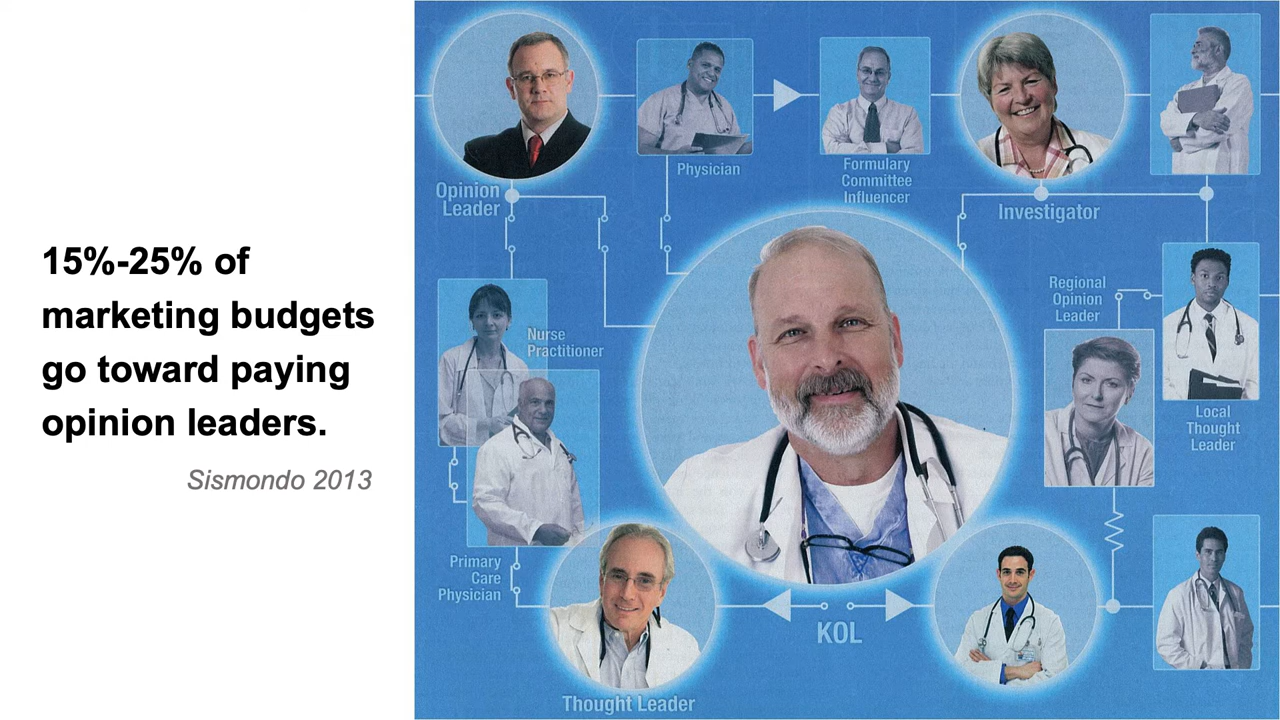 15%-25% of
marketing budgets
go toward paying
opinion leaders.
Sismondo 2013
Opinion
Leader
Physician
Formulary
Committee
Influencer
Investigator
Nurse
Practitioner
Regional
Opinion
Leader
Local
Thought
Leader
Primary
Care
Physician
KOL
Thought Leader